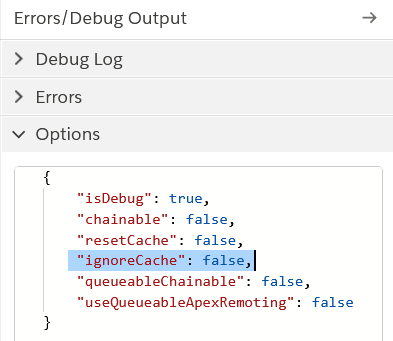 Errors/Debug Output
Debug Log
Errors
Options
{
"isDebug": true,
"chainable": false,
"resetCache": false,
"ignoreCache": false,
"queueableChainable": false,
"useQueueableApexRemoting": false
}